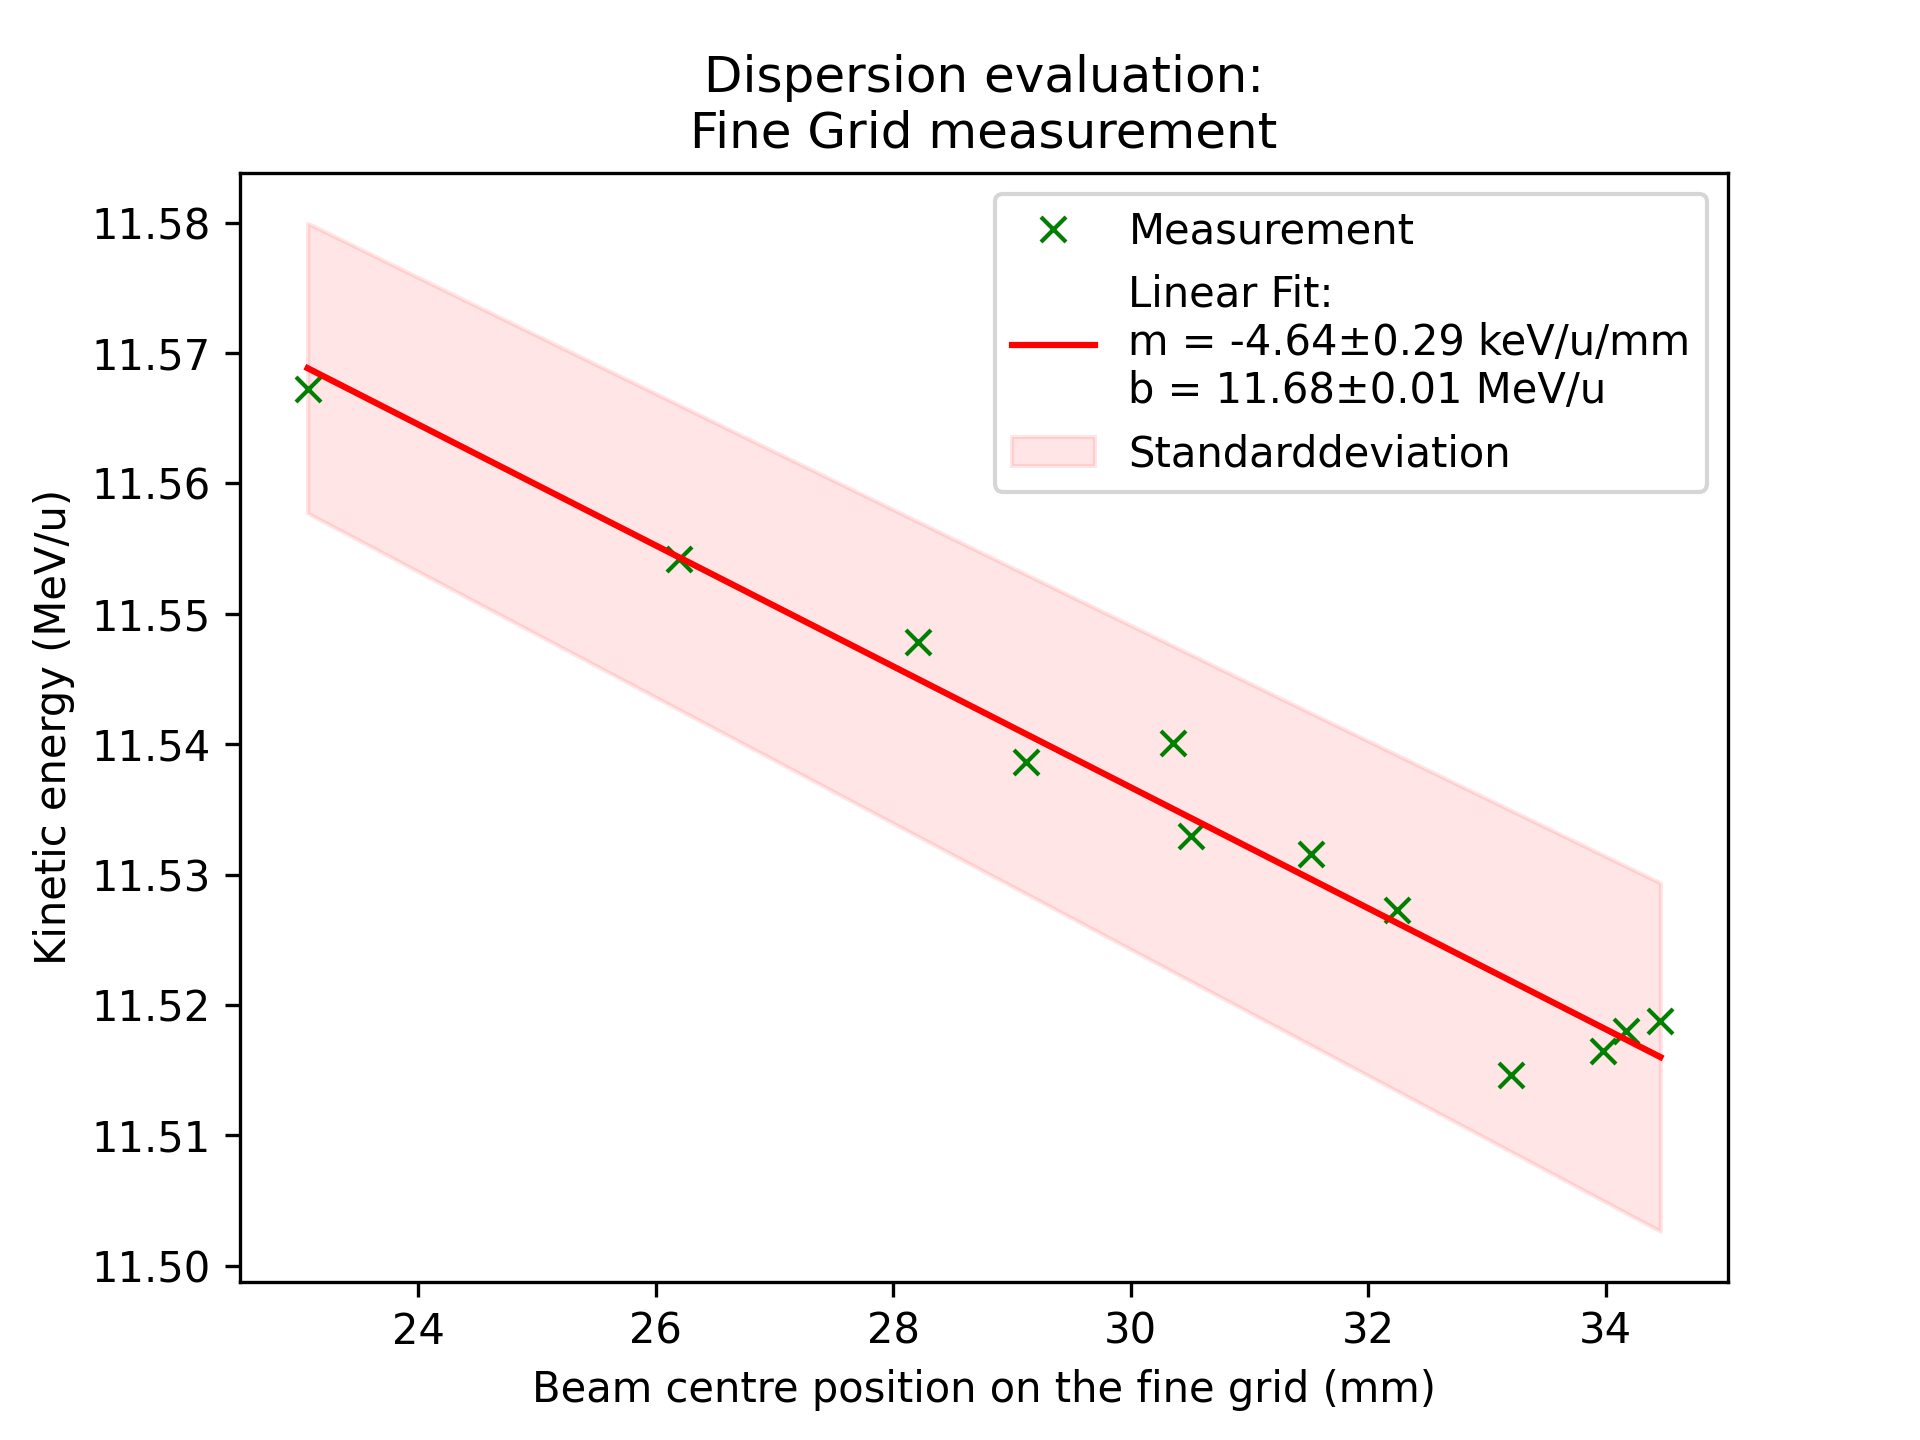 Dispersion evaluation:
Fine Grid measurement
Measurement
Linear Fit:
m = -4.64±0.29 keV/u/mm
b = 11.68±0.01 MeV/u
Standarddeviation
Kinetic energy (MeV/u)
11.58
11.57
11.56
11.55
11.54
11.53
11.52
11.51
11.50
24 26 28 30 32 34
Beam centre position on the fine grid (mm)